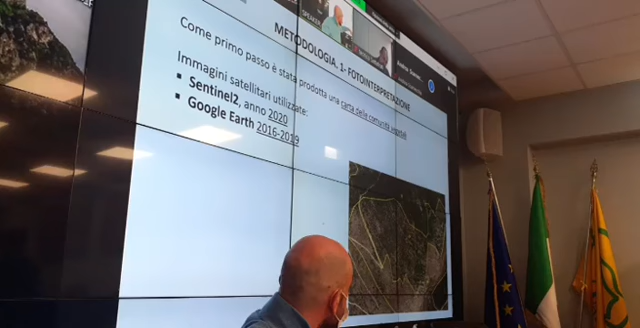 SPEAKER
METODOLOGIA. 1- FOTOINTERPRETAZIONE
Come primo passo è stata prodotta una carta delle comunità vegetali
Immagini satellitari utilizzate:
▪ Sentinel2, anno 2020
▪ Google Earth 2016-2019